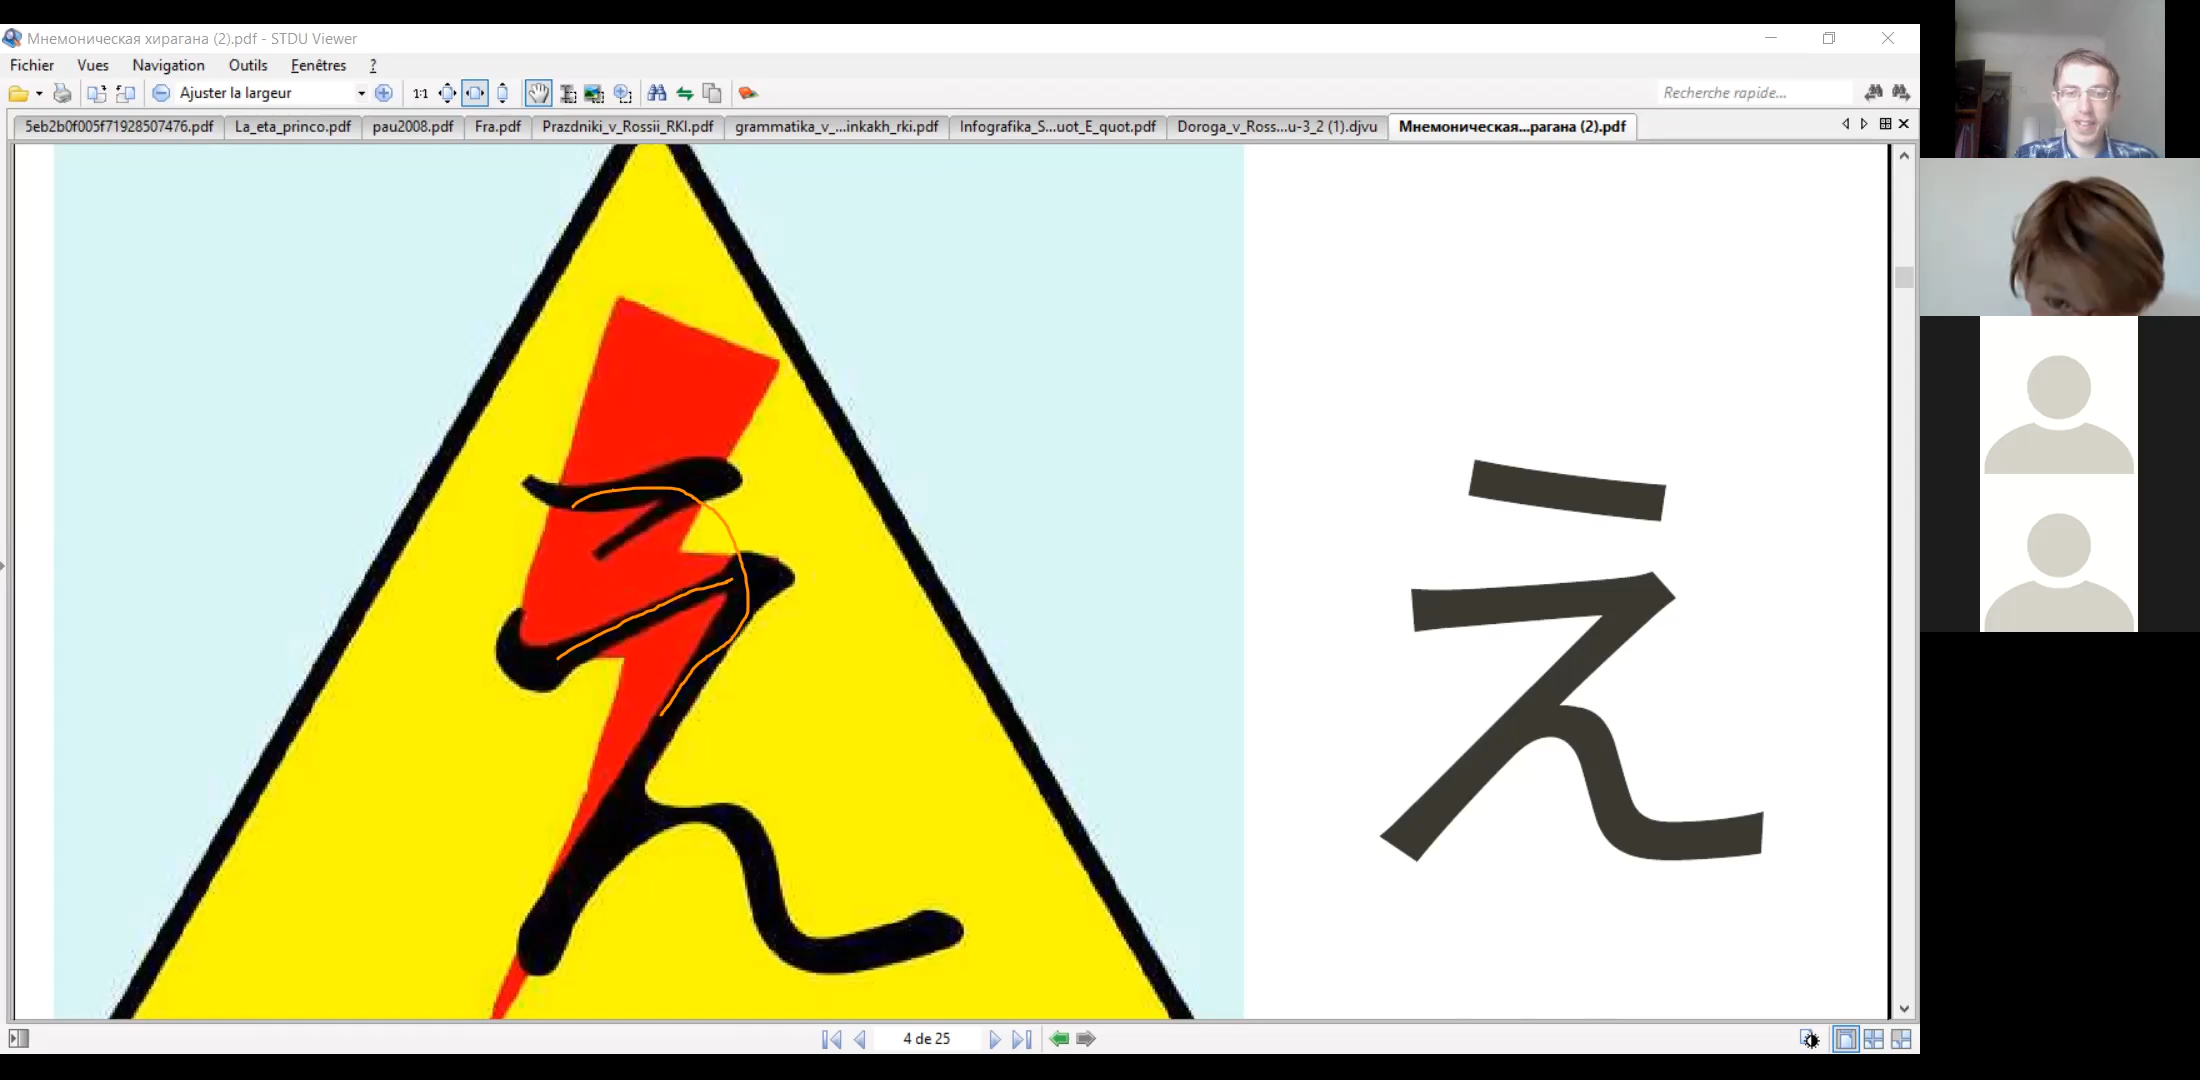 Мнемоническая хирагана (2).pdf - STDU Viewer
Fichier Vues Navigation Outils Fenêtres ?
1:1 Ajuster la largeur Recherche rapide...
5eb2b0f005f71928507476.pdf La_eta_princo.pdf pau2008.pdf Fra.pdf Prazdniki_v_Rossii_RKI.pdf grammatika_v_...inkakh_rki.pdf Infografika_S...uot_E_quot.pdf Doroga_v_Ross...u-3_2 (1).djvu Мнемоническая...рагана (2).pdf
え え
4 de 25